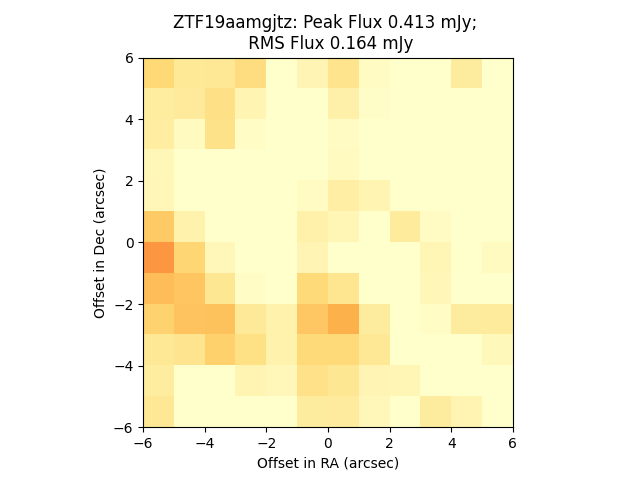 ZTF19aamgjtz: Peak Flux 0.413 mJy;
RMS Flux 0.164 mJy
6
4
2
0
−2
−4
−6
Offset in Dec (arcsec)
−6 −4 −2 0 2 4 6
Offset in RA (arcsec)